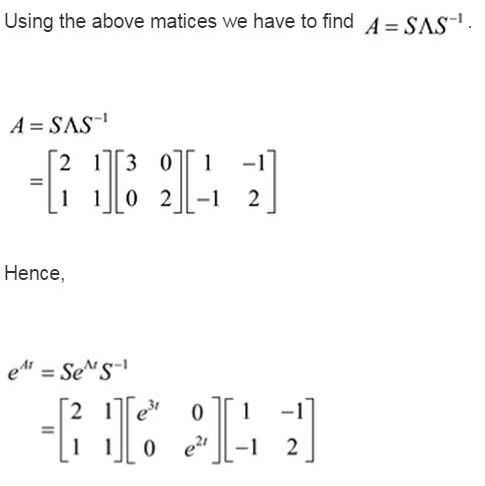 Using the above matices we have to find A = SΛS⁻¹ .
A = SΛS⁻¹
= [2 1; 1 1][3 0; 0 2][1 −1; −1 2]
Hence,
e^{At} = Se^{Λt}S⁻¹
= [2 1; 1 1][e^{3t} 0; 0 e^{2t}][1 −1; −1 2]